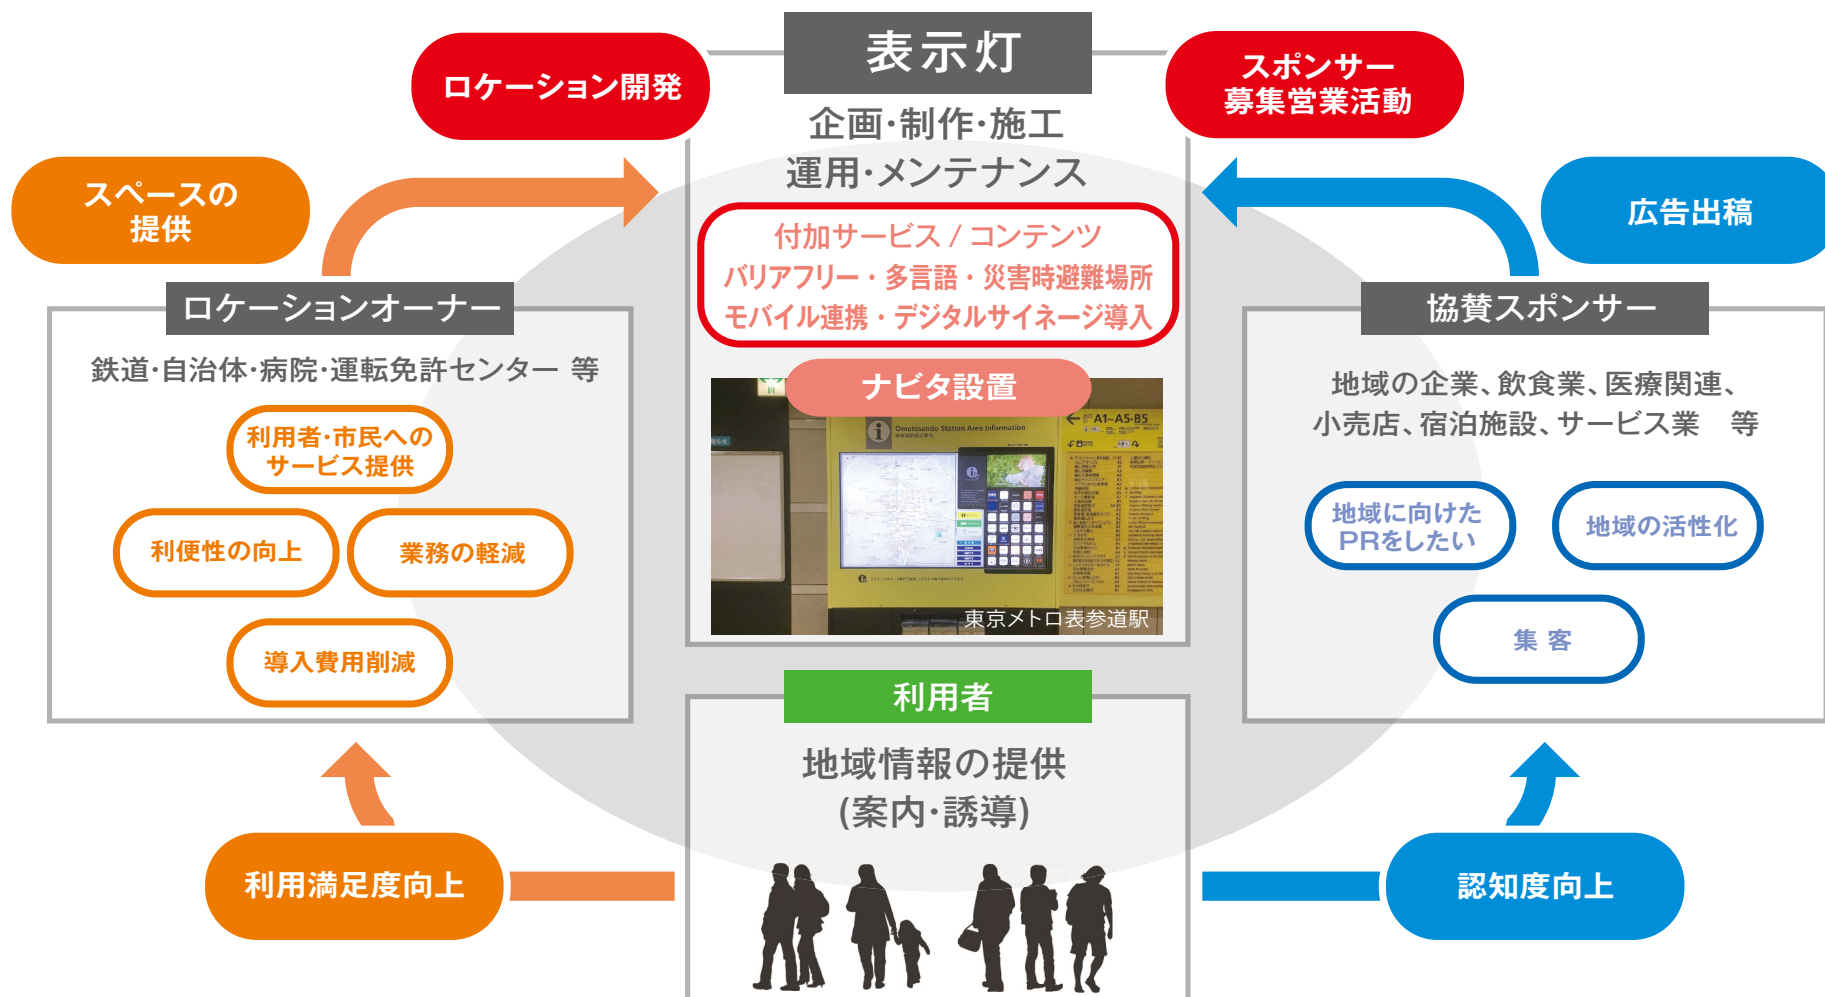 表示灯
ロケーション開発
スポンサー
募集営業活動
企画・制作・施工
運用・メンテナンス
スペースの
提供
広告出稿
付加サービス / コンテンツ
バリアフリー・多言語・災害時避難場所
モバイル連携・デジタルサイネージ導入
ロケーションオーナー
鉄道・自治体・病院・運転免許センター 等
利用者・市民への
サービス提供
利便性の向上
業務の軽減
導入費用削減
ナビタ設置
Omotesando Station Area Information
A1~A5・B5
東京メトロ表参道駅
協賛スポンサー
地域の企業、飲食業、医療関連、
小売店、宿泊施設、サービス業 等
地域に向けた
PRをしたい
地域の活性化
集 客
利用者
地域情報の提供
(案内・誘導)
利用満足度向上
認知度向上